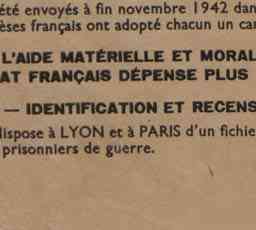 été envoyés à fin novembre 1942 dan
èses français ont adopté chacun un ca
L'AIDE MATÉRIELLE ET MORAL
AT FRANÇAIS DÉPENSE PLUS
— IDENTIFICATION ET RECENS
dispose à LYON et à PARIS d'un fichie
prisonniers de guerre.